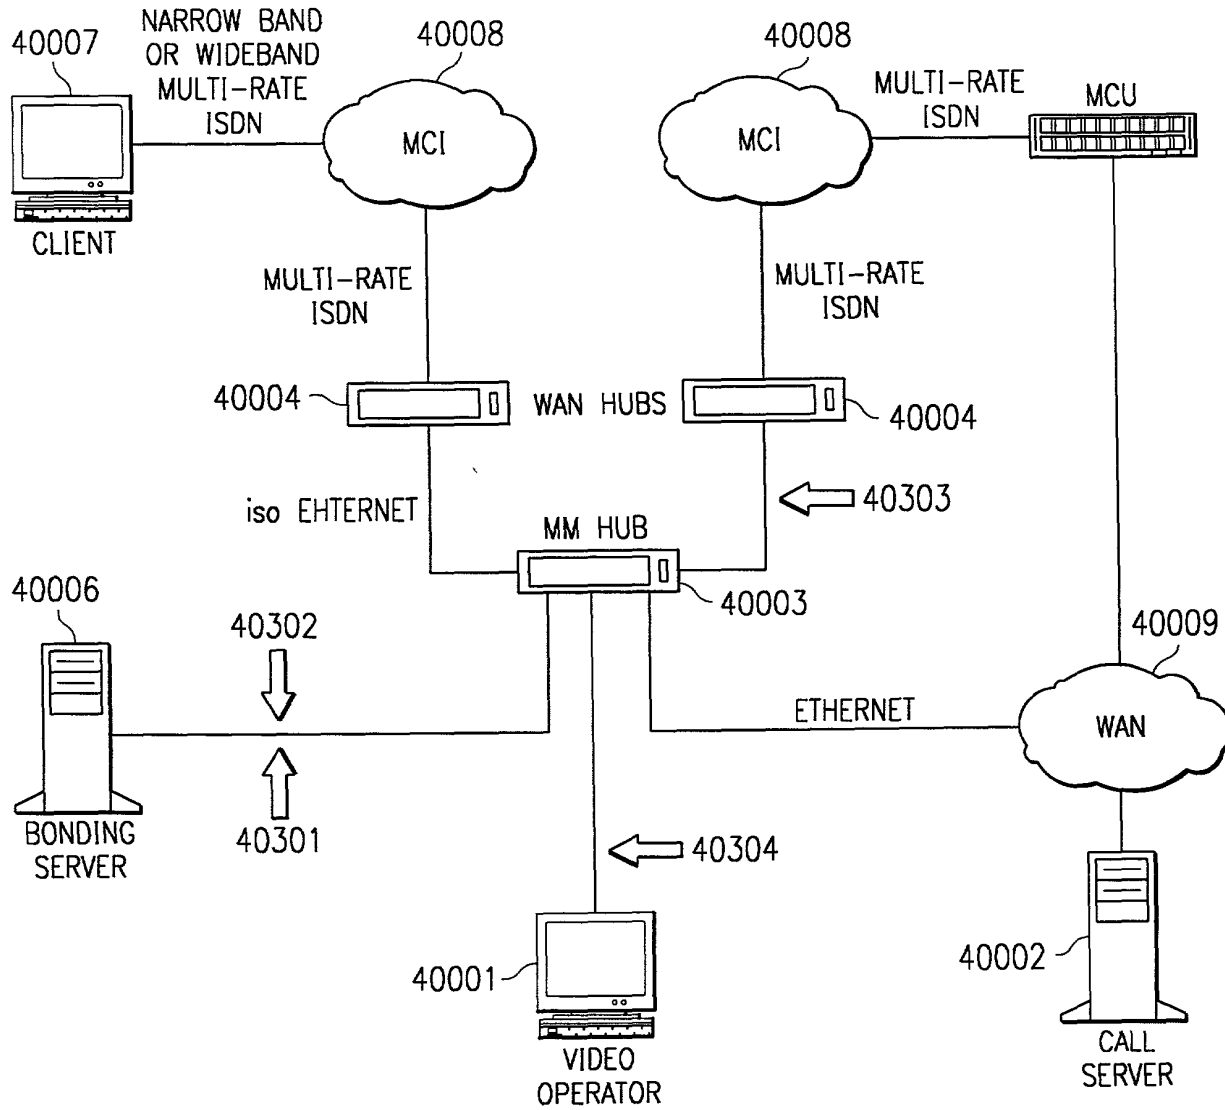 40007
NARROW BAND
OR WIDEBAND
MULTI-RATE
ISDN
40008
40008
MULTI-RATE
ISDN
MCU
MCI
MCI
CLIENT
MULTI-RATE
ISDN
MULTI-RATE
ISDN
40004
WAN HUBS
40004
iso EHTERNET
40303
MM HUB
40003
40006
40302
40009
ETHERNET
WAN
BONDING
SERVER
40301
40304
40001
40002
VIDEO
OPERATOR
CALL
SERVER